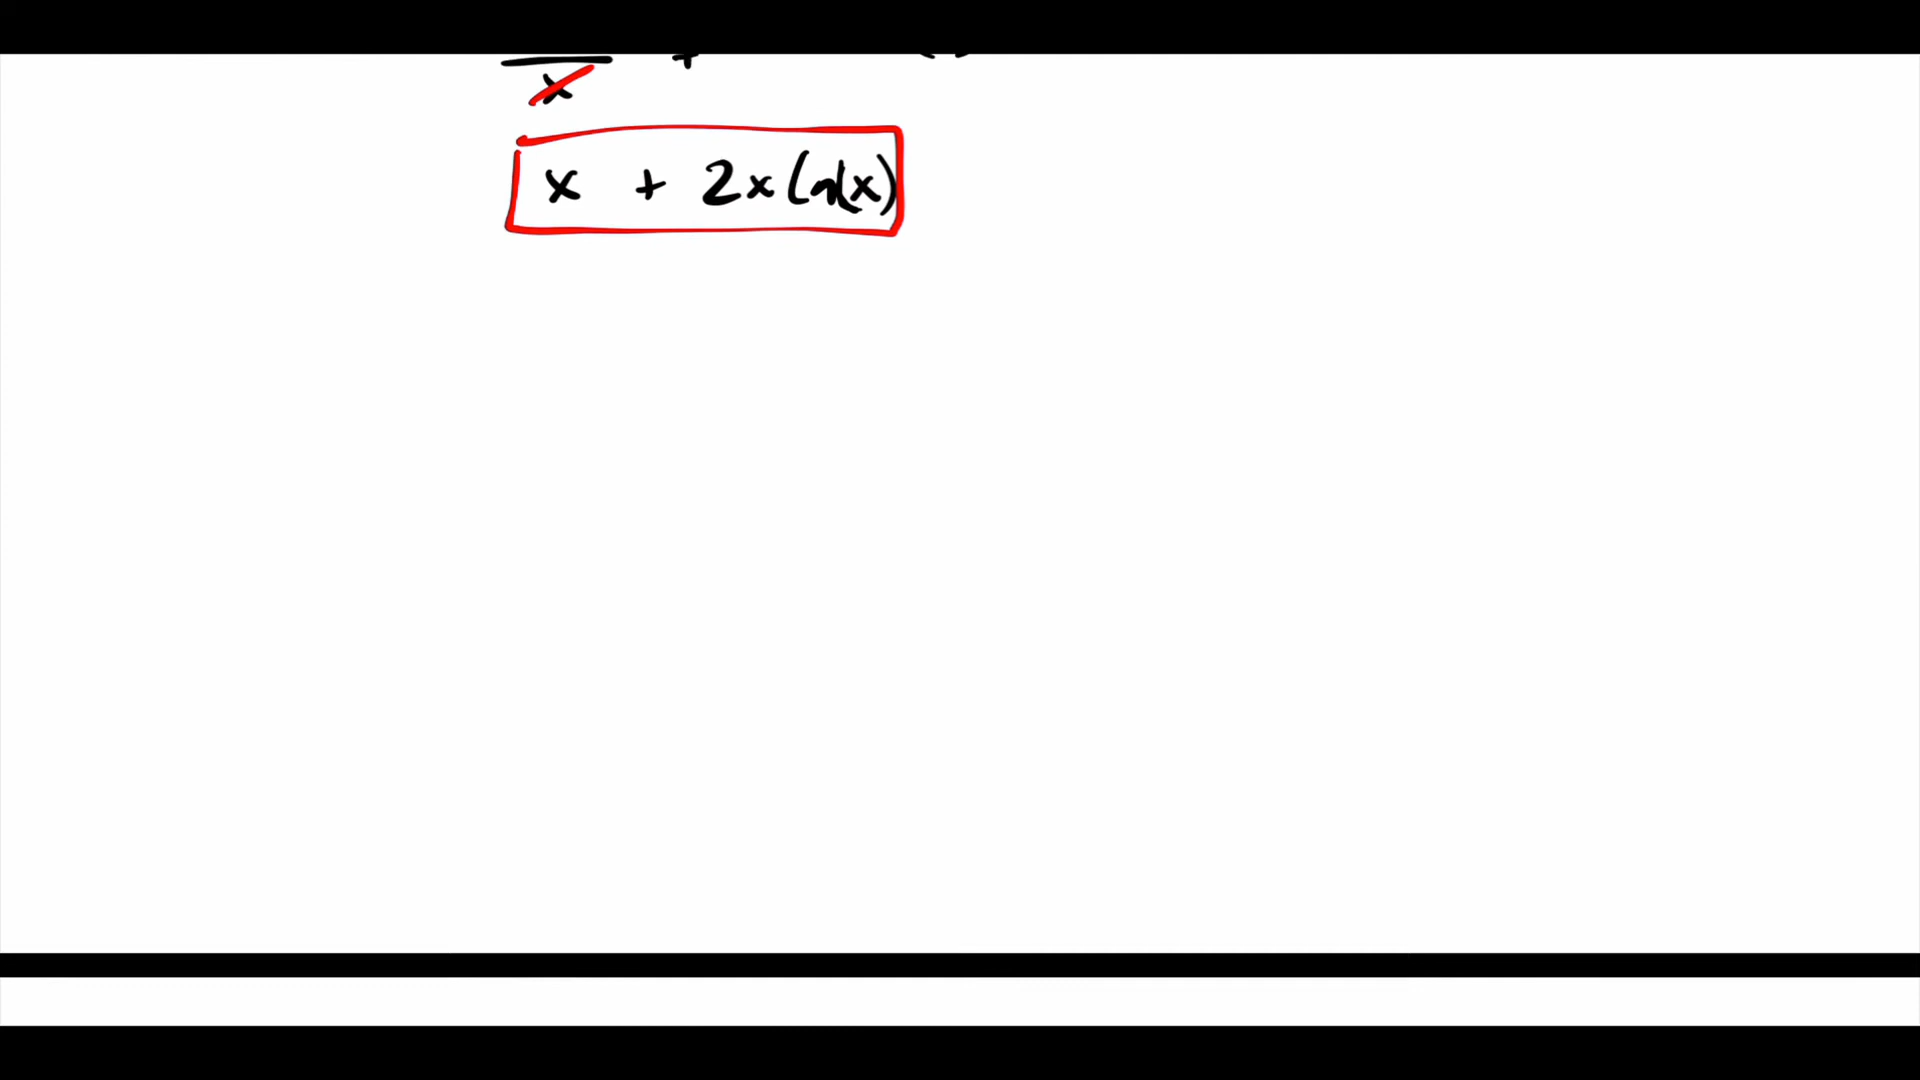 x
x + 2x ln(x)